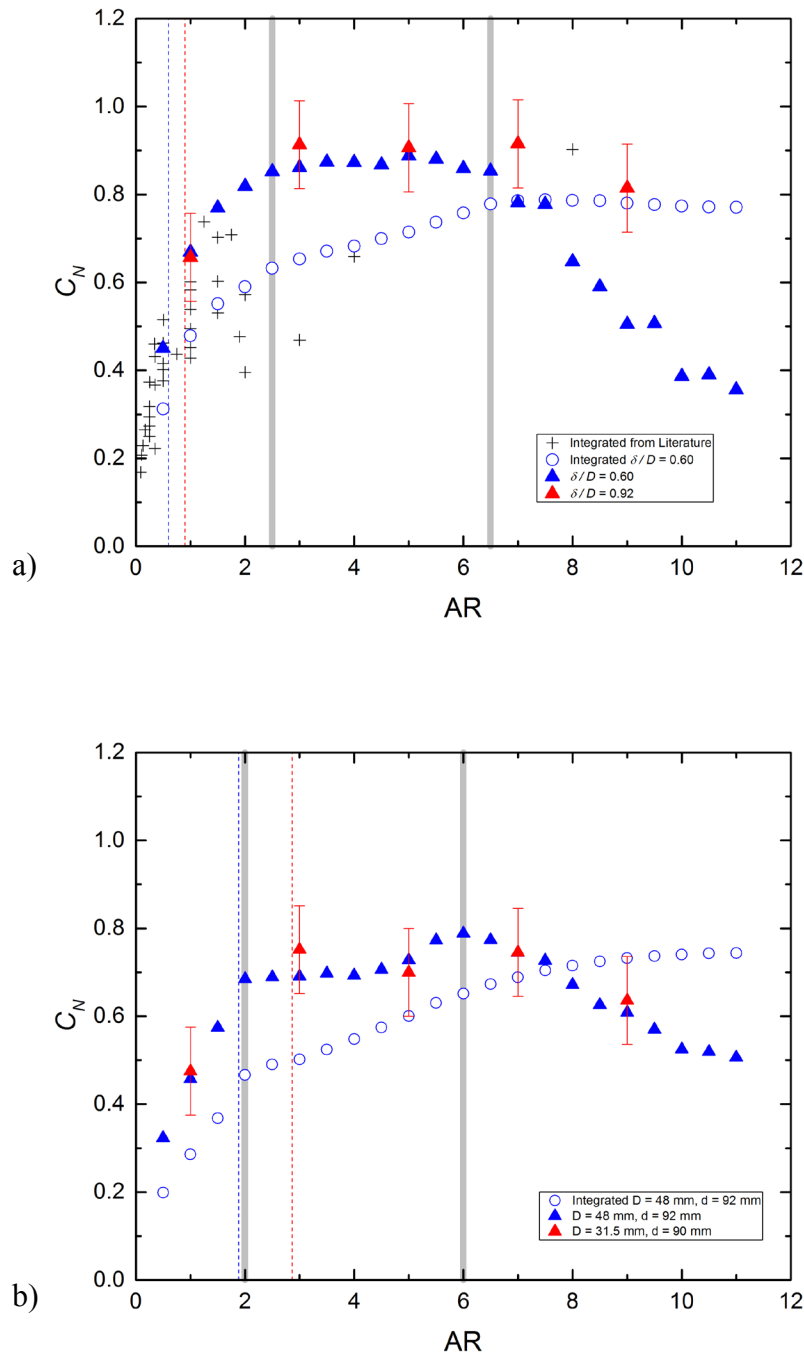 1.2
1.0
0.8
0.6
0.4
0.2
0.0
C_N
+ Integrated from Literature
Integrated δ / D = 0.60
δ / D = 0.60
δ / D = 0.92
0 2 4 6 8 10 12
a)
AR
1.2
1.0
0.8
0.6
0.4
0.2
0.0
C_N
Integrated D = 48 mm, d = 92 mm
D = 48 mm, d = 92 mm
D = 31.5 mm, d = 90 mm
0 2 4 6 8 10 12
b)
AR